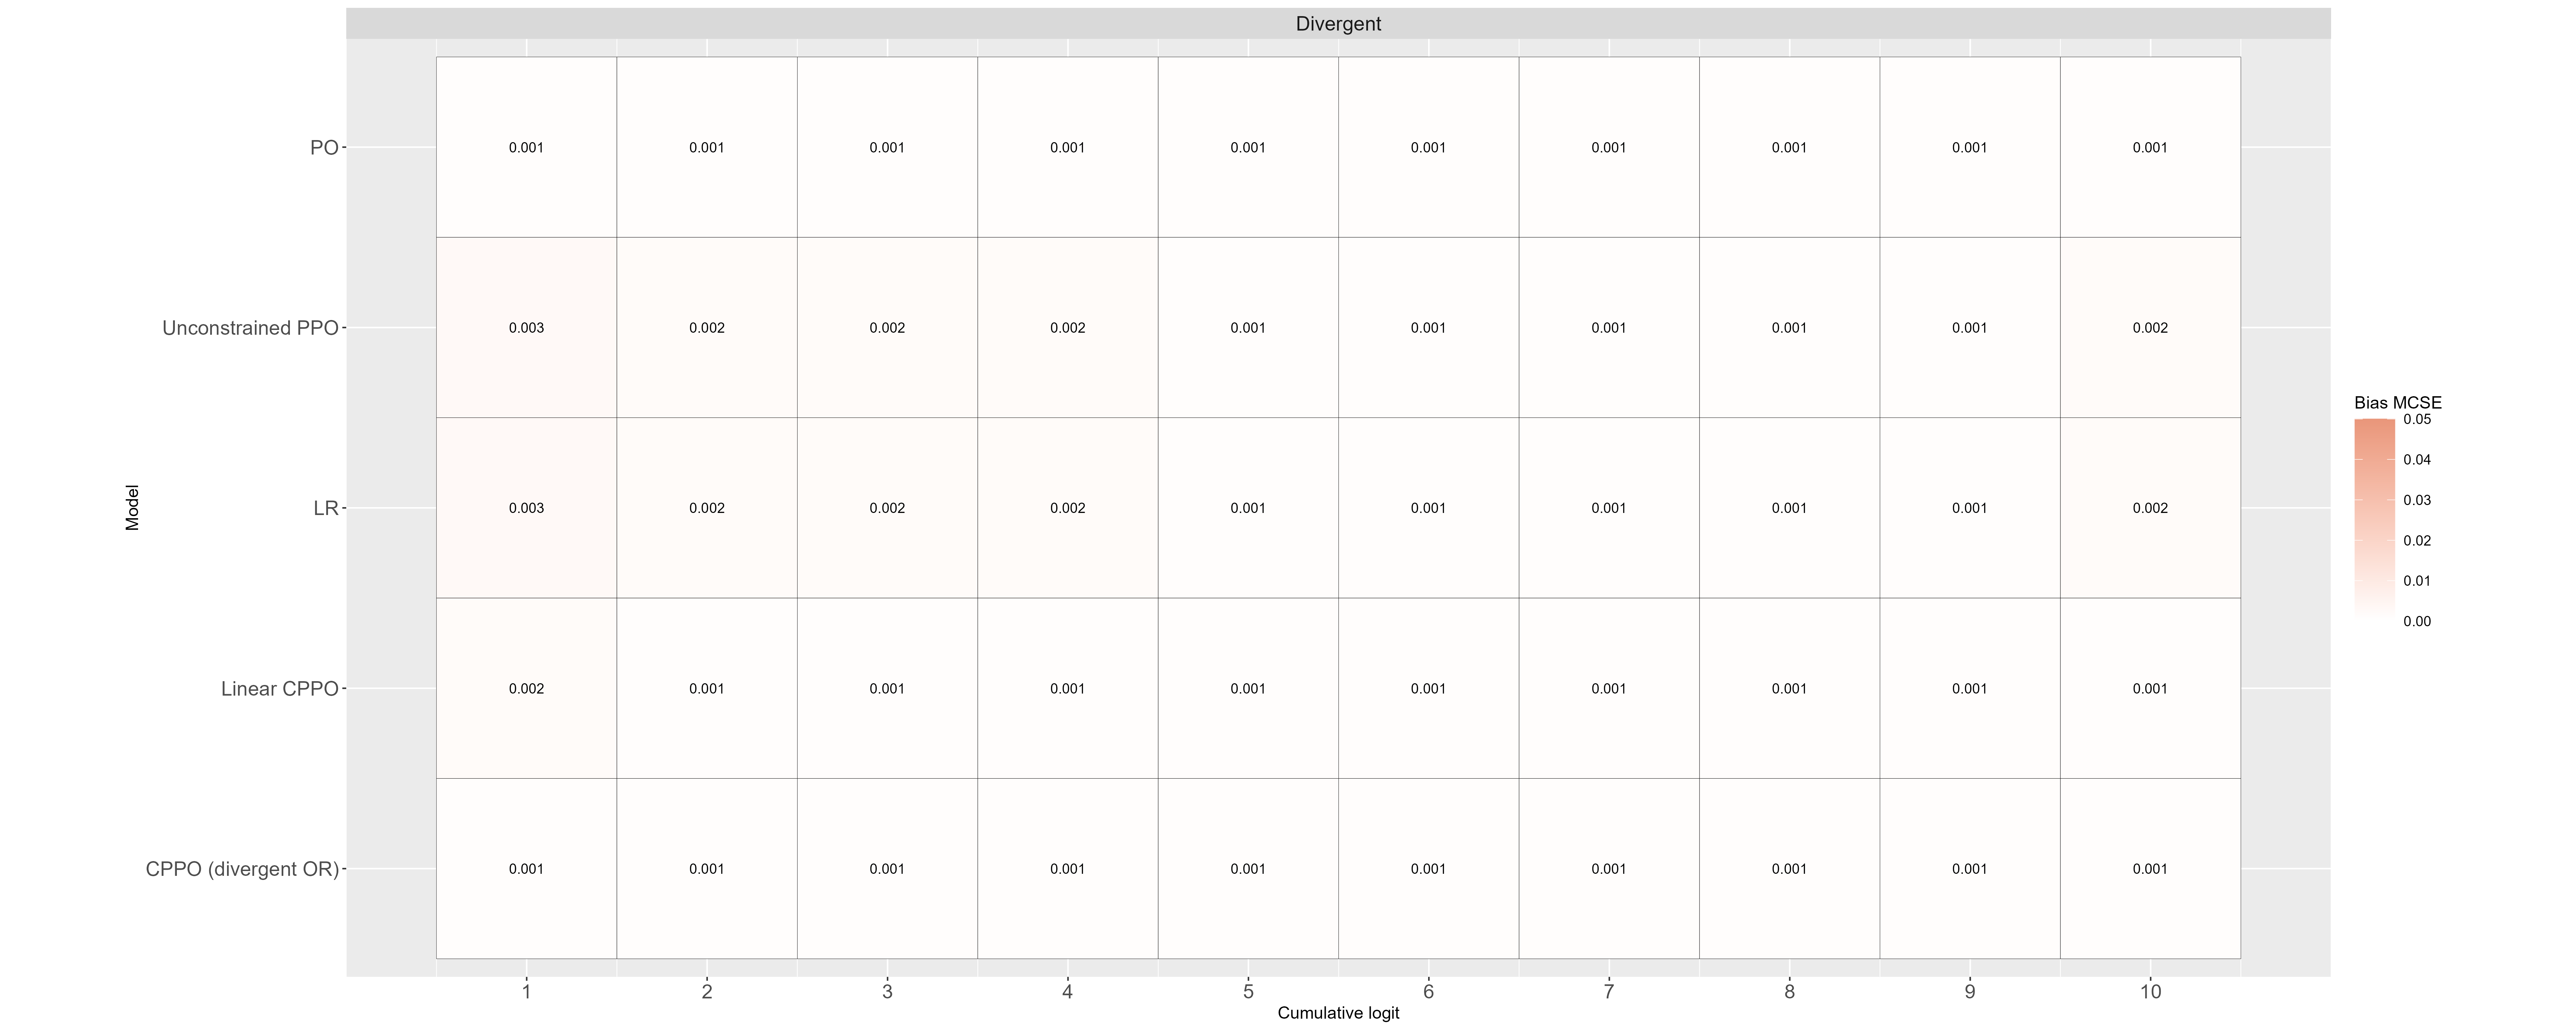 Divergent
PO
0.001 0.001 0.001 0.001 0.001 0.001 0.001 0.001 0.001 0.001
Unconstrained PPO
0.003 0.002 0.002 0.002 0.001 0.001 0.001 0.001 0.001 0.002
LR
0.003 0.002 0.002 0.002 0.001 0.001 0.001 0.001 0.001 0.002
Linear CPPO
0.002 0.001 0.001 0.001 0.001 0.001 0.001 0.001 0.001 0.001
CPPO (divergent OR)
0.001 0.001 0.001 0.001 0.001 0.001 0.001 0.001 0.001 0.001
Model
1 2 3 4 5 6 7 8 9 10
Cumulative logit
Bias MCSE
0.05
0.04
0.03
0.02
0.01
0.00